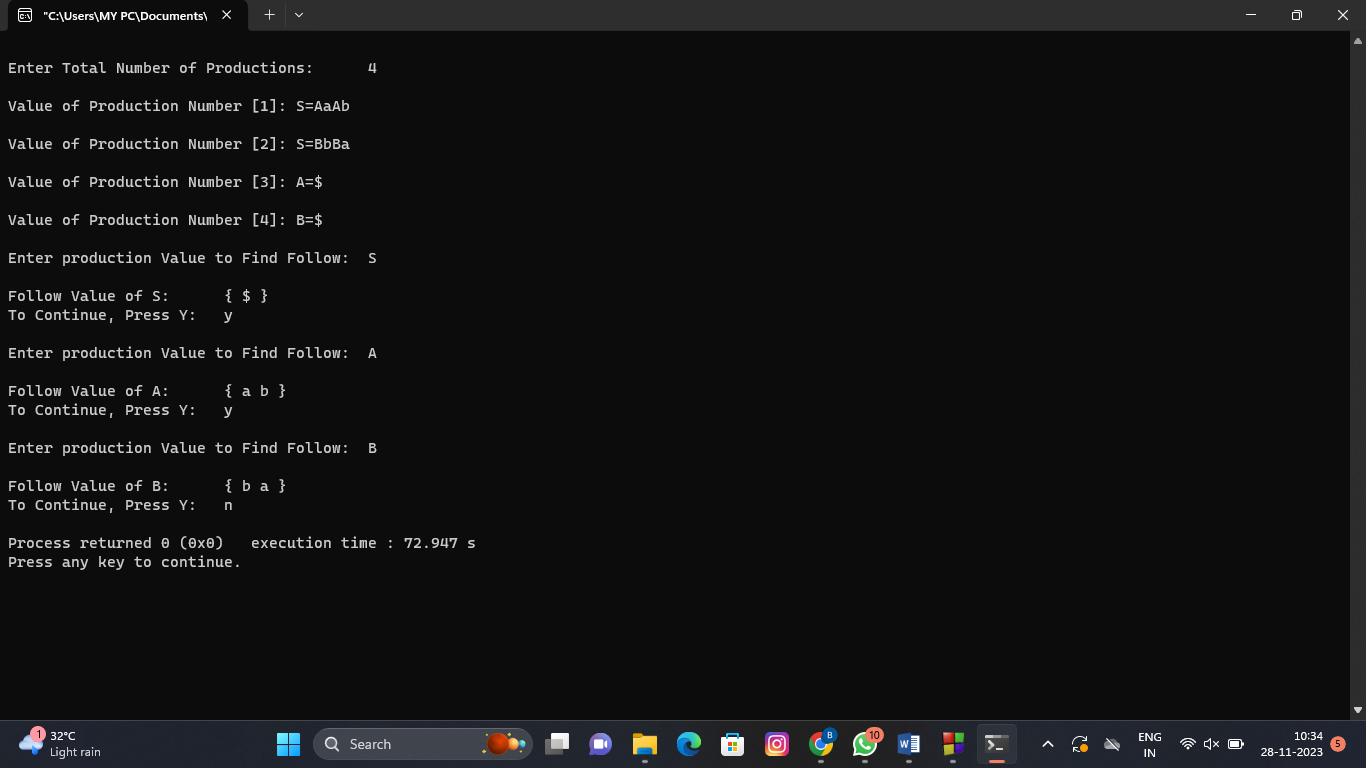 "C:\Users\MY PC\Documents\
Enter Total Number of Productions: 4
Value of Production Number [1]: S=AaAb
Value of Production Number [2]: S=BbBa
Value of Production Number [3]: A=$
Value of Production Number [4]: B=$
Enter production Value to Find Follow: S
Follow Value of S: { $ }
To Continue, Press Y: y
Enter production Value to Find Follow: A
Follow Value of A: { a b }
To Continue, Press Y: y
Enter production Value to Find Follow: B
Follow Value of B: { b a }
To Continue, Press Y: n
Process returned 0 (0x0) execution time : 72.947 s
Press any key to continue.
1
32°C
Light rain
Search
B
10
W
ENG
IN
10:34
28-11-2023
5